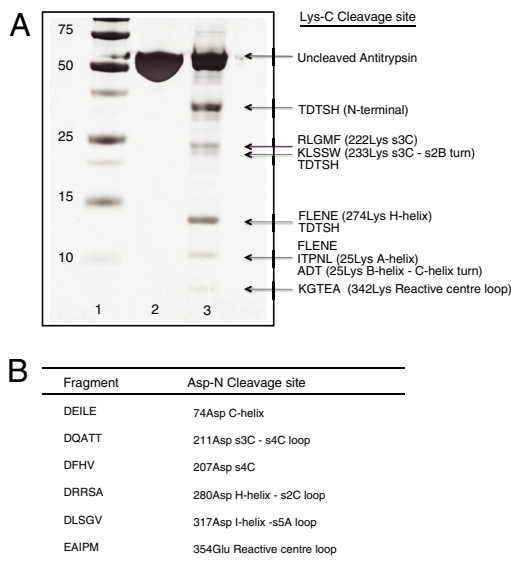 A
Lys-C Cleavage site
75
50
25
15
10
1 2 3
Uncleaved Antitrypsin
TDTSH (N-terminal)
RLGMF (222Lys s3C)
KLSSW (233Lys s3C - s2B turn)
TDTSH
FLENE (274Lys H-helix)
TDTSH
FLENE
ITPNL (25Lys A-helix)
ADT (25Lys B-helix - C-helix turn)
KGTEA (342Lys Reactive centre loop)
B
Fragment Asp-N Cleavage site
DEILE 74Asp C-helix
DQATT 211Asp s3C - s4C loop
DFHV 207Asp s4C
DRRSA 280Asp H-helix - s2C loop
DLSGV 317Asp I-helix -s5A loop
EAIPM 354Glu Reactive centre loop